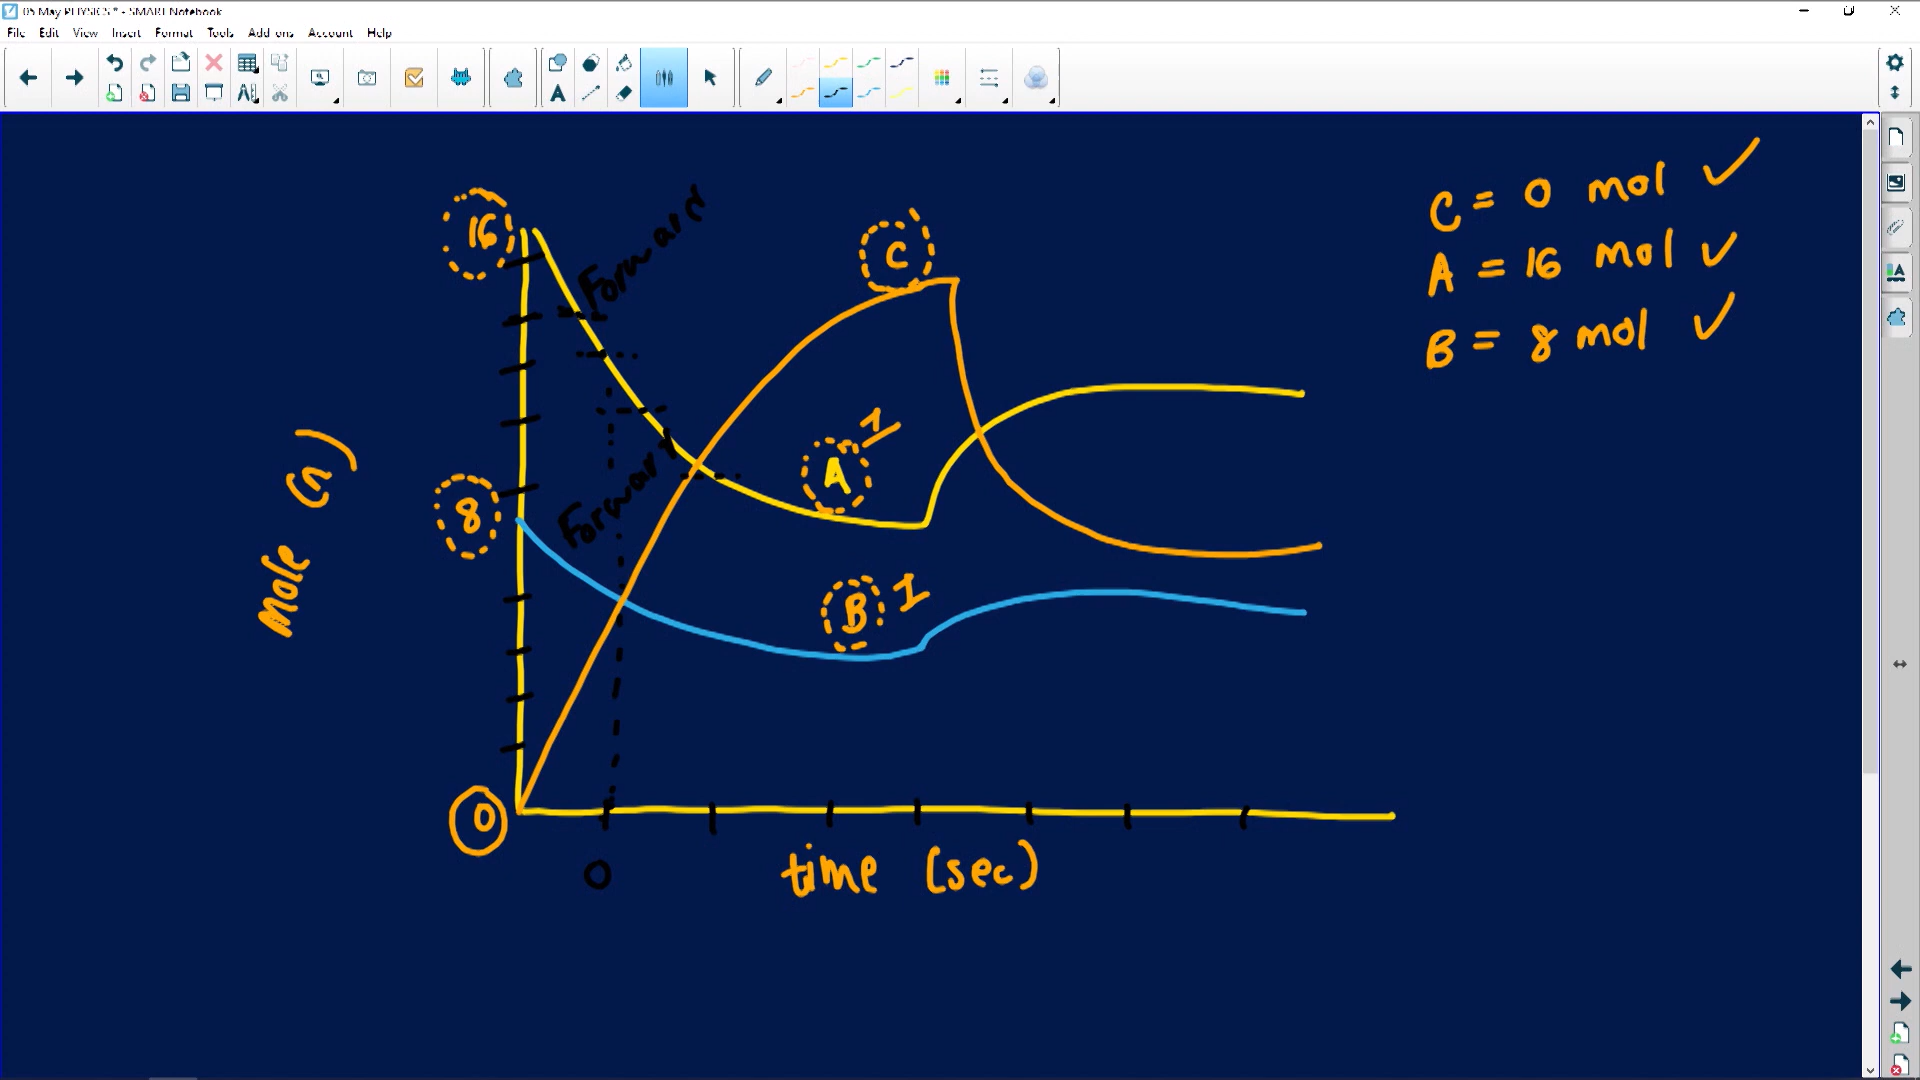 05 May PHYSICS * - SMART Notebook
File Edit View Insert Format Tools Add-ons Account Help
C = 0 mol ✓
A = 16 mol ✓
B = 8 mol ✓
16
Forward
C
A 1
8
Forward
B 1
Mole (n)
0
0
time (sec)